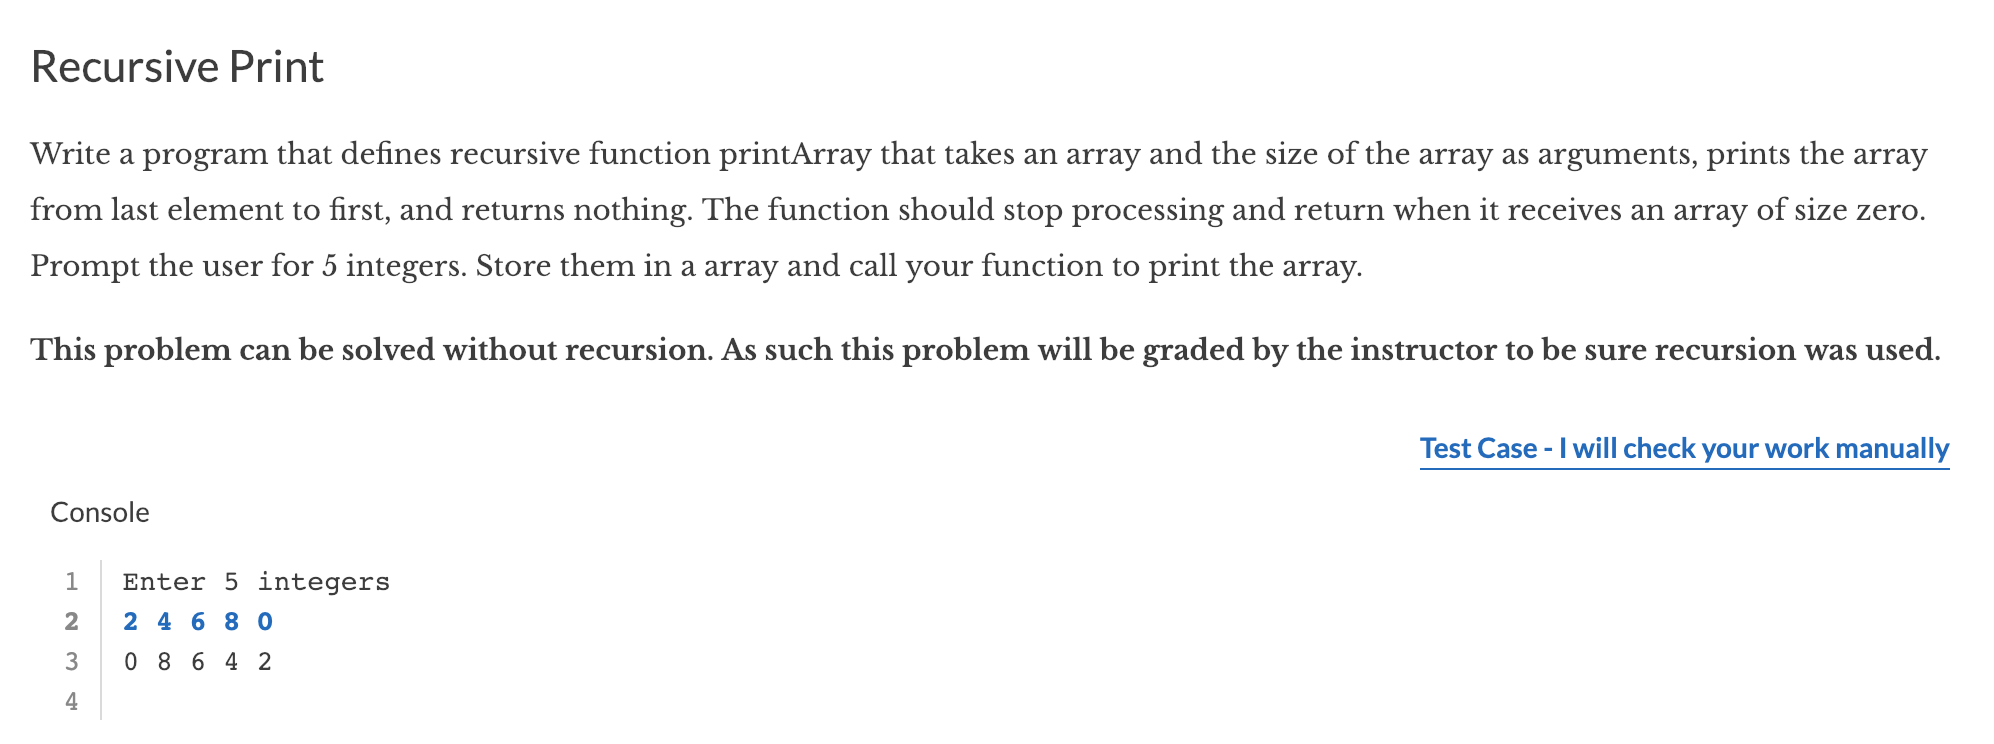 Recursive Print
Write a program that defines recursive function printArray that takes an array and the size of the array as arguments, prints the array
from last element to first, and returns nothing. The function should stop processing and return when it receives an array of size zero.
Prompt the user for 5 integers. Store them in a array and call your function to print the array.
This problem can be solved without recursion. As such this problem will be graded by the instructor to be sure recursion was used.
Test Case - I will check your work manually
Console
1 Enter 5 integers
2 2 4 6 8 0
3 0 8 6 4 2
4